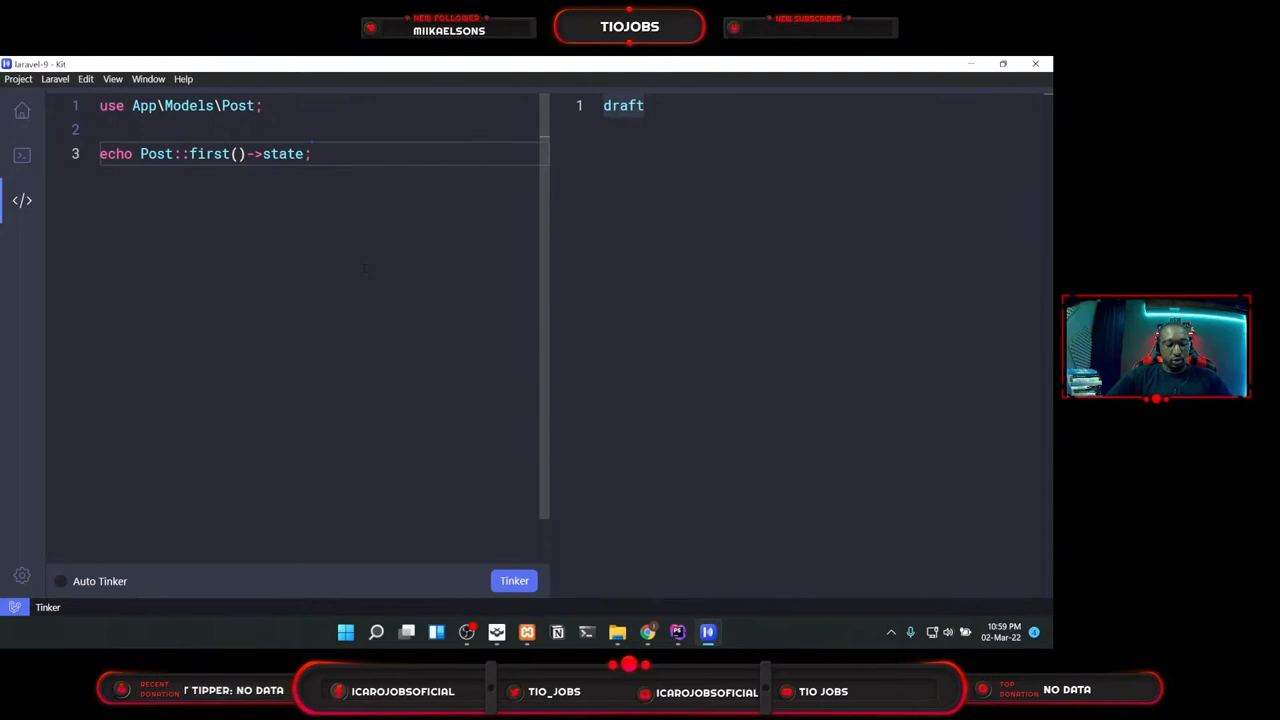 NEW FOLLOWER
MIIKAELSONS
TIOJOBS
NEW SUBSCRIBER
laravel-9 - Kit
Project Laravel Edit View Window Help
1 use App\Models\Post;
2
3 echo Post::first()->state;
1 draft
Auto Tinker
Tinker
Tinker
10:59 PM
02-Mar-22
4
RECENT DONATION
T TIPPER: NO DATA
ICAROJOBSOFICIAL
TIO_JOBS
ICAROJOBSOFICIAL
TIO JOBS
TOP DONATION
NO DATA